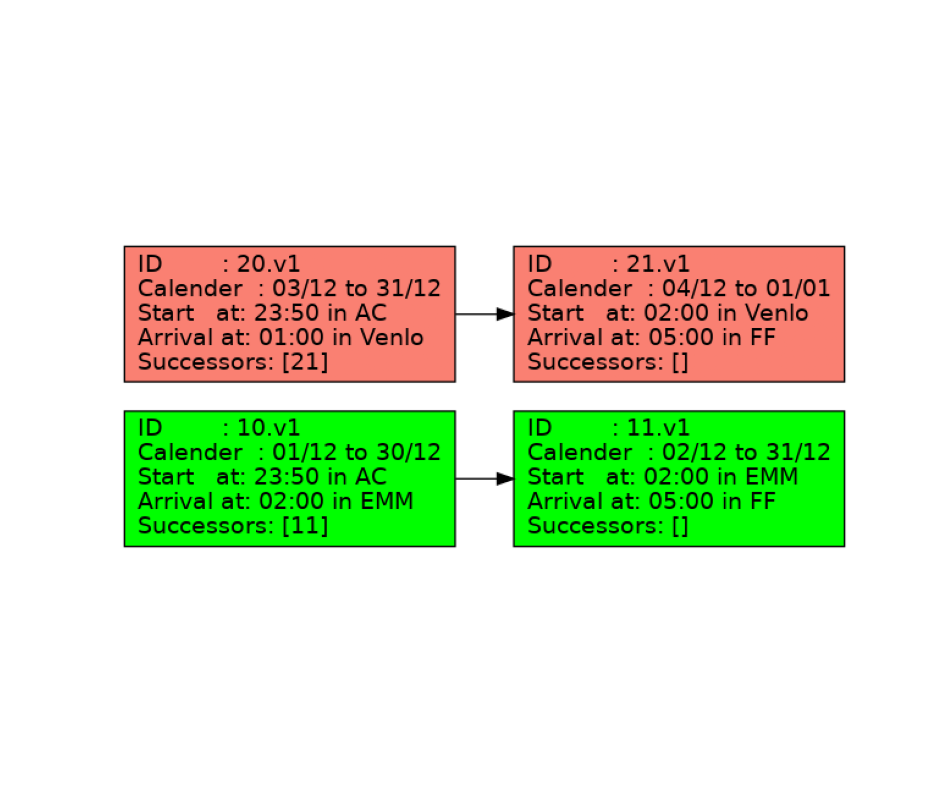 ID        : 20.v1
Calender  : 03/12 to 31/12
Start   at: 23:50 in AC
Arrival at: 01:00 in Venlo
Successors: [21]
ID        : 21.v1
Calender  : 04/12 to 01/01
Start   at: 02:00 in Venlo
Arrival at: 05:00 in FF
Successors: []
ID        : 10.v1
Calender  : 01/12 to 30/12
Start   at: 23:50 in AC
Arrival at: 02:00 in EMM
Successors: [11]
ID        : 11.v1
Calender  : 02/12 to 31/12
Start   at: 02:00 in EMM
Arrival at: 05:00 in FF
Successors: []